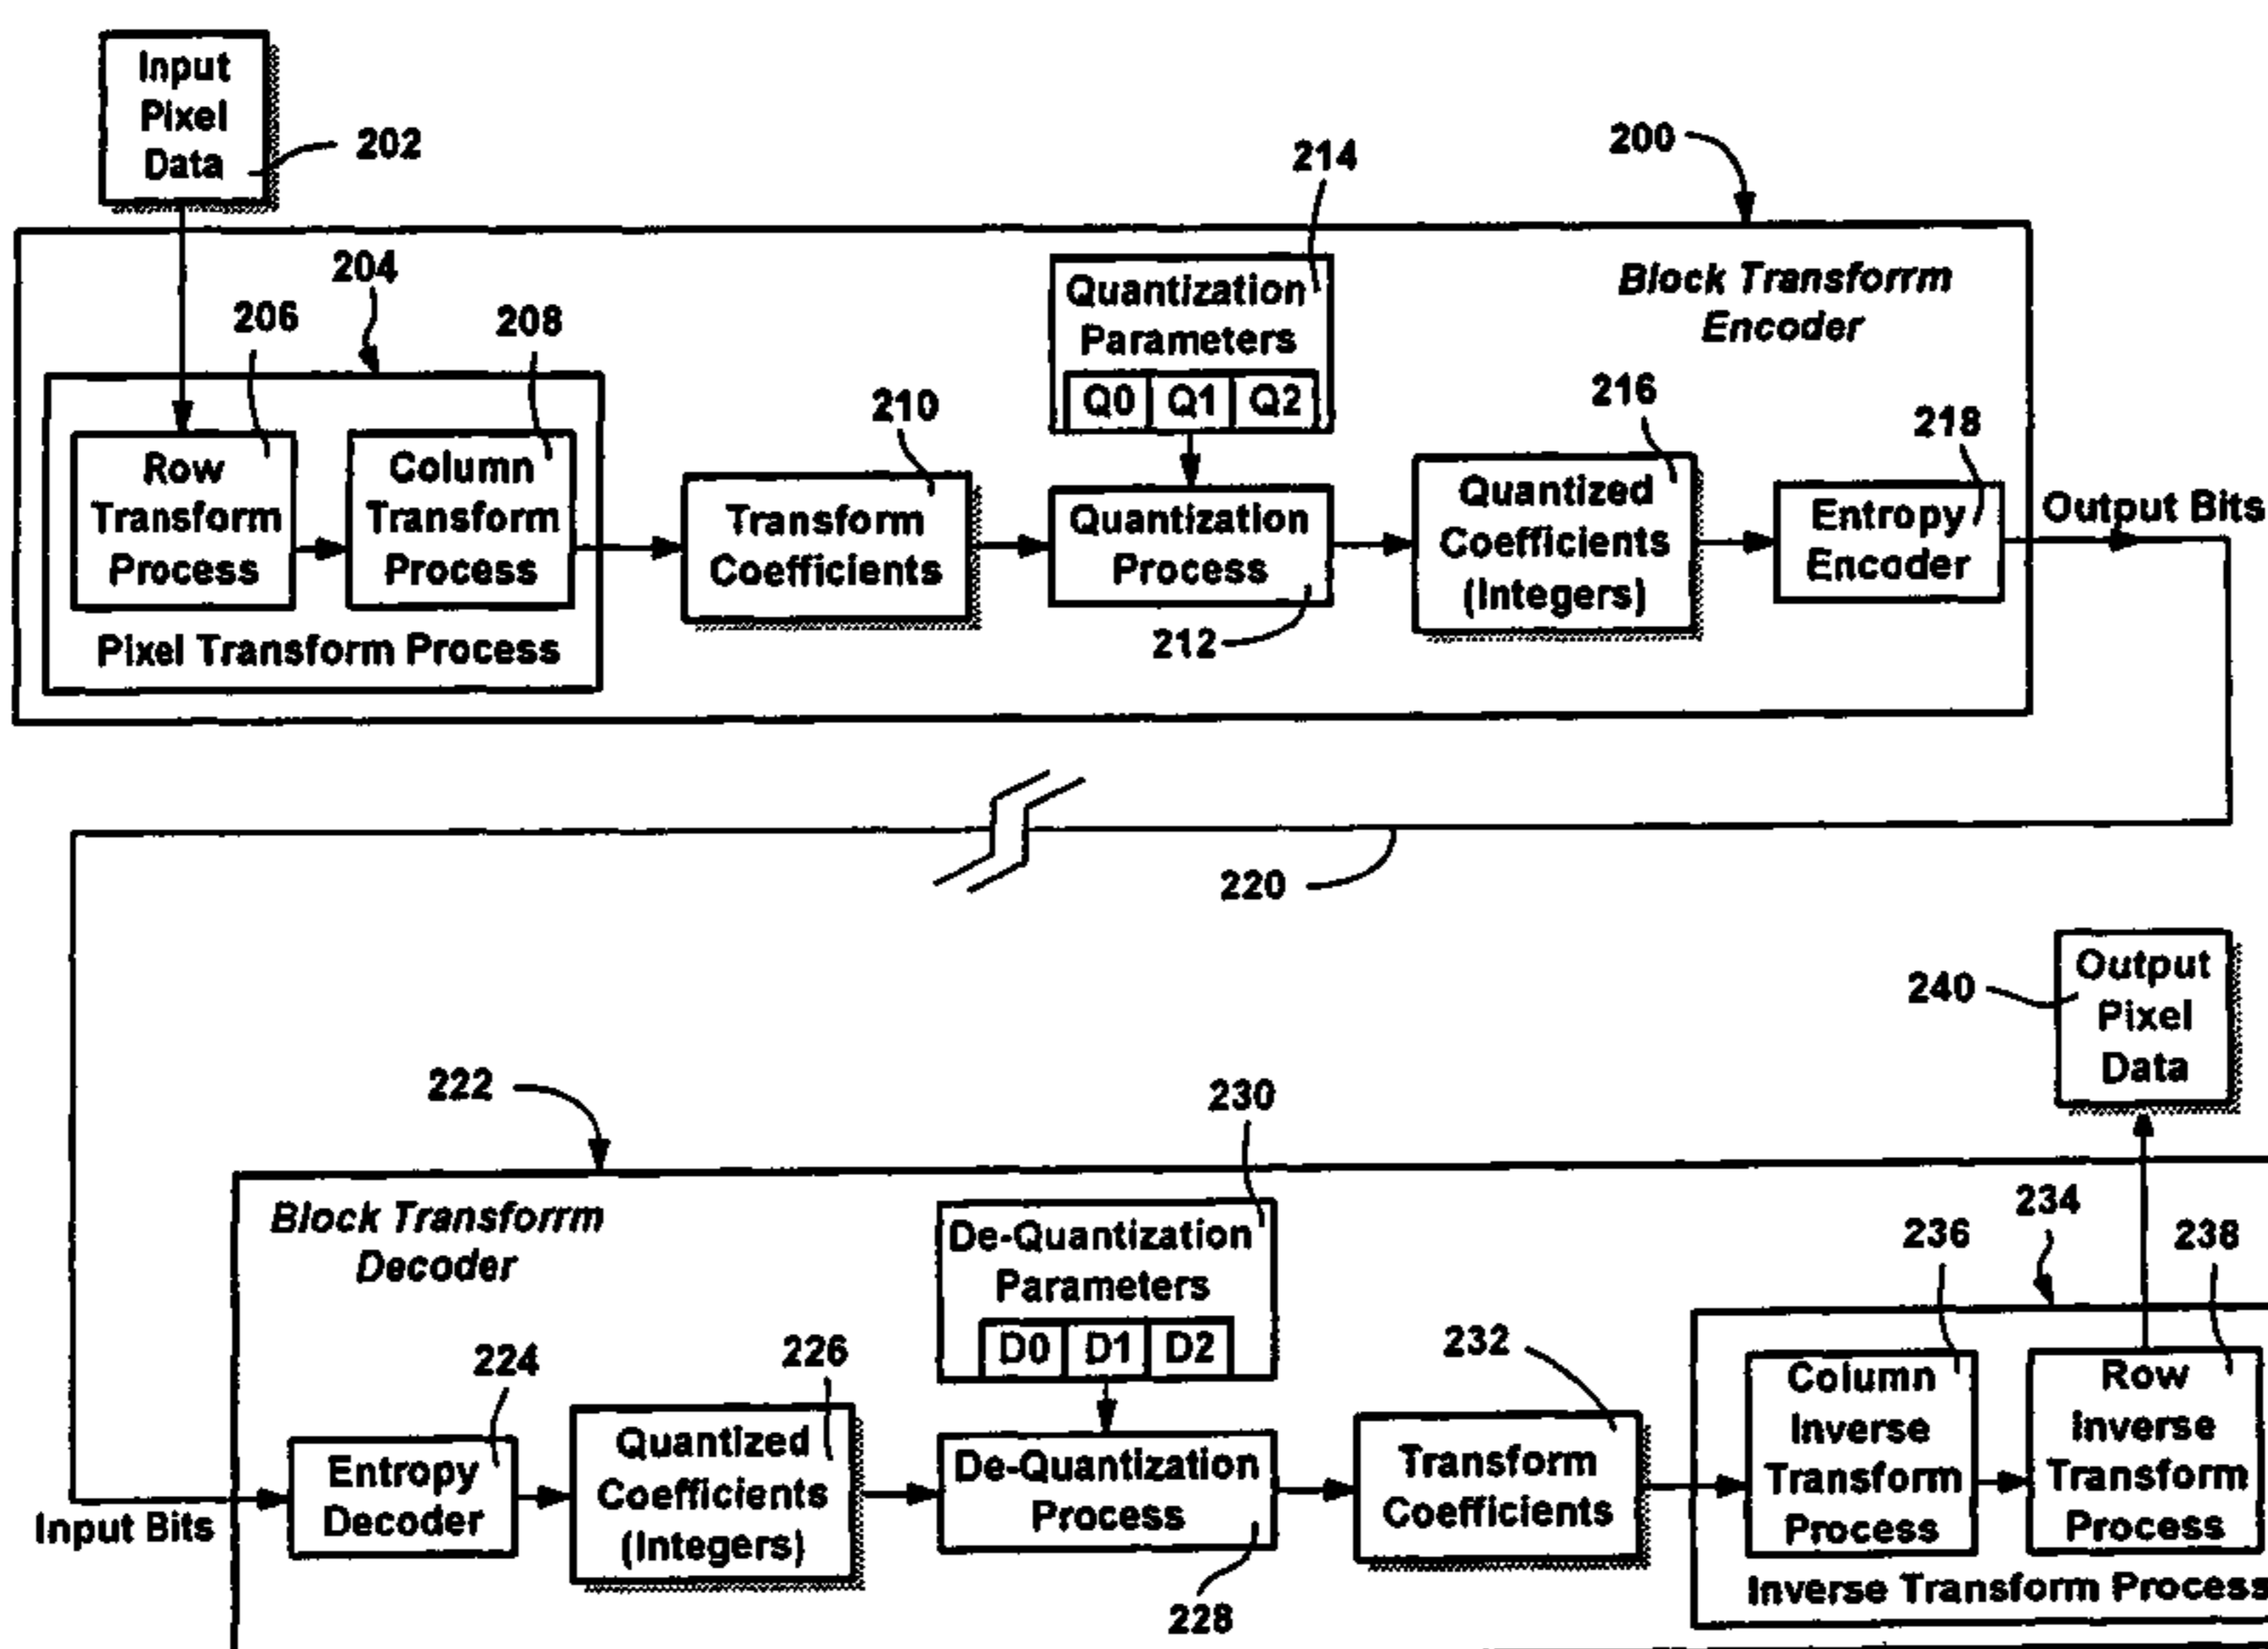 Input
Pixel
Data
202
200
214
204
206
208
Quantization
Parameters
Q0 Q1 Q2
Block Transforrm
Encoder
210
216
218
Row
Transform
Process
Column
Transform
Process
Transform
Coefficients
Quantization
Process
212
Quantized
Coefficients
(Integers)
Entropy
Encoder
Output Bits
Pixel Transform Process
220
240
Output
Pixel
Data
222
230
Block Transforrm
Decoder
De-Quantization
Parameters
D0 D1 D2
234
236
238
224
226
232
Input Bits
Entropy
Decoder
Quantized
Coefficients
(Integers)
De-Quantization
Process
228
Transform
Coefficients
Column
Inverse
Transform
Process
Row
Inverse
Transform
Process
Inverse Transform Process